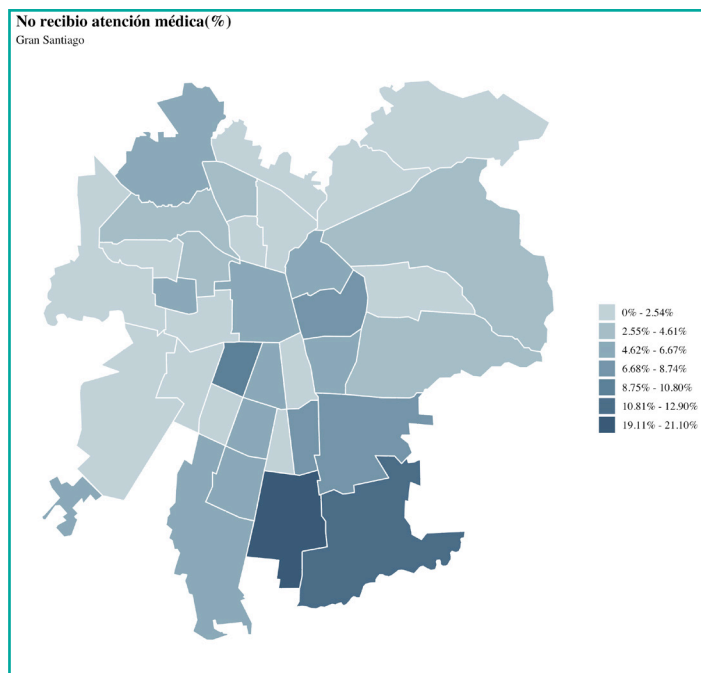 No recibio atención médica(%)
Gran Santiago
0% - 2.54%
2.55% - 4.61%
4.62% - 6.67%
6.68% - 8.74%
8.75% - 10.80%
10.81% - 12.90%
19.11% - 21.10%